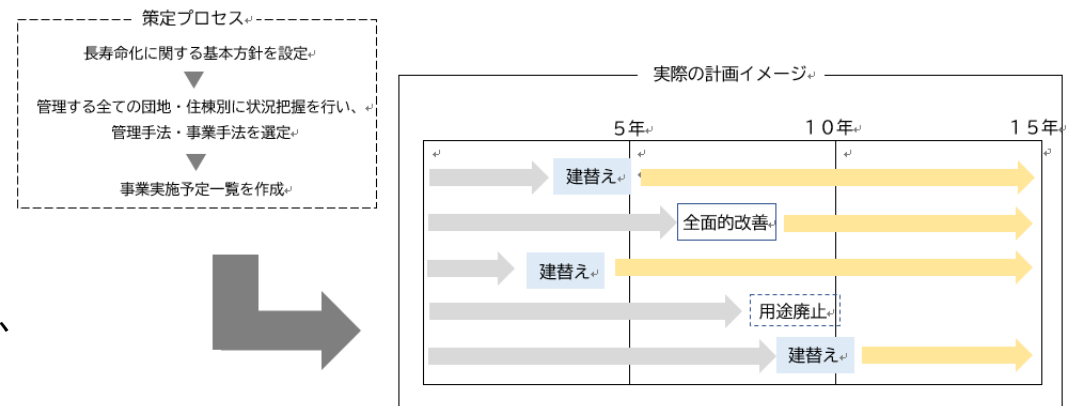 策定プロセス
長寿命化に関する基本方針を設定
管理する全ての団地・住棟別に状況把握を行い、
管理手法・事業手法を選定
事業実施予定一覧を作成
実際の計画イメージ
5年 10年 15年
建替え
全面的改善
建替え
用途廃止
建替え